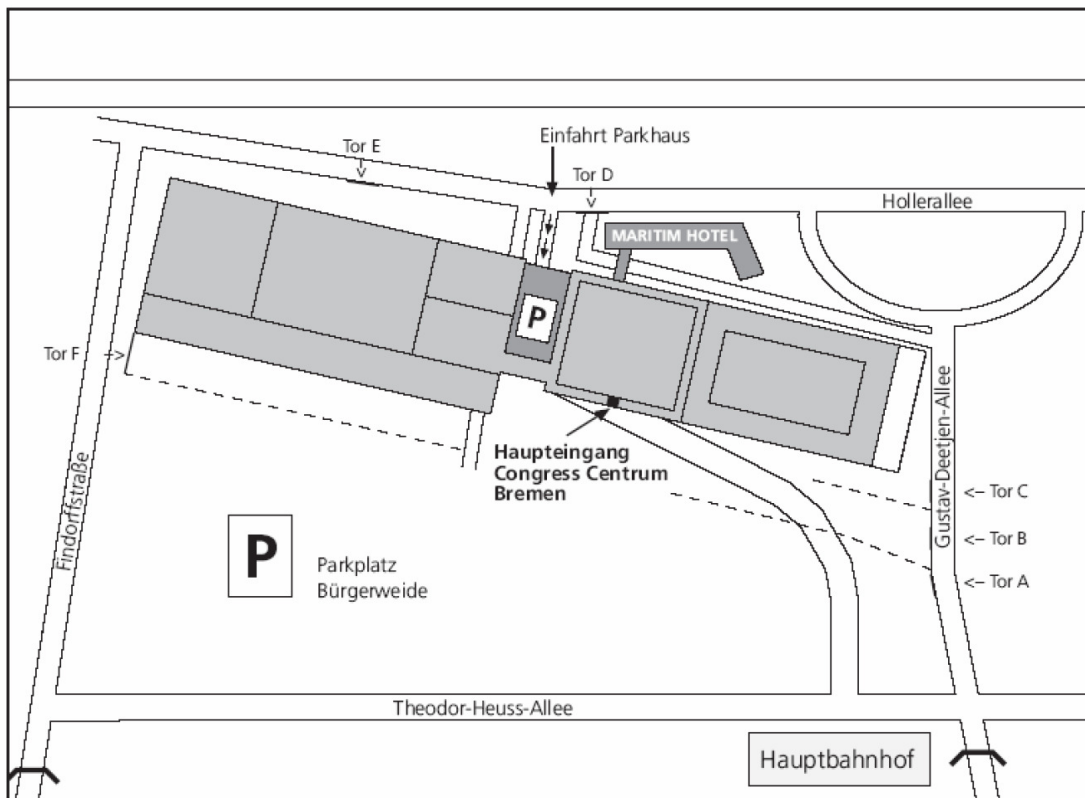 Einfahrt Parkhaus
Tor E
Tor D
Hollerallee
MARITIM HOTEL
P
Tor F
Haupteingang
Congress Centrum
Bremen
Gustav-Deetjen-Allee
<– Tor C
<– Tor B
<– Tor A
Findorffstraße
P
Parkplatz
Bürgerweide
Theodor-Heuss-Allee
Hauptbahnhof